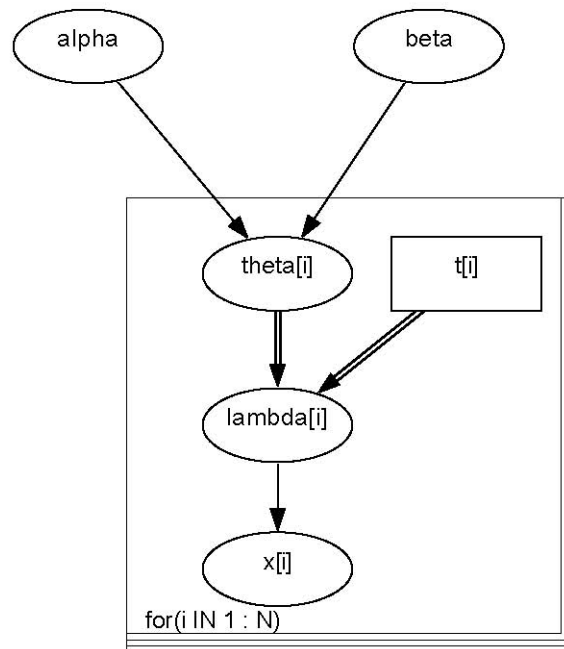 alpha
beta
theta[i]
t[i]
lambda[i]
x[i]
for(i IN 1 : N)